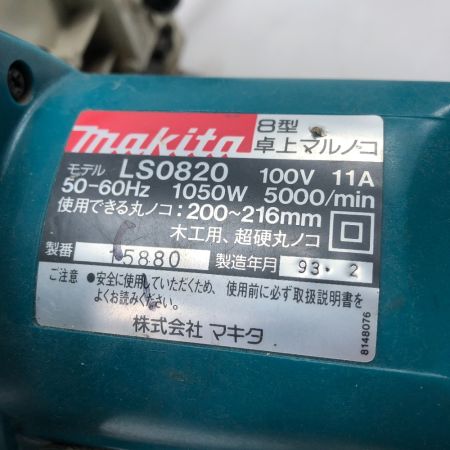 makita 8型
卓上マルノコ
モデル LS0820 100V 11A
50-60Hz 1050W 5000/min
使用できる丸ノコ:200~216mm
木工用、超硬丸ノコ
製番 15880 製造年月 93・2
ご注意 ●安全に使用していただくため、使用前に必ず取扱説明書を
よくお読みください。
株式会社 マキタ
8148076